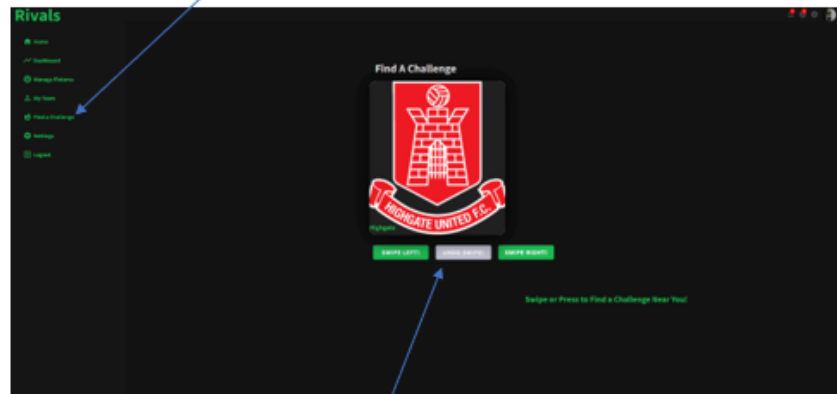 Rivals
Home
Dashboard
Manage Fixtures
My Team
Find a Challenge
Settings
Logout
Find A Challenge
HIGHGATE UNITED F.C.
Highgate
SWIPE LEFT!
SWIPE RIGHT!
Swipe or Press to Find a Challenge Near You!